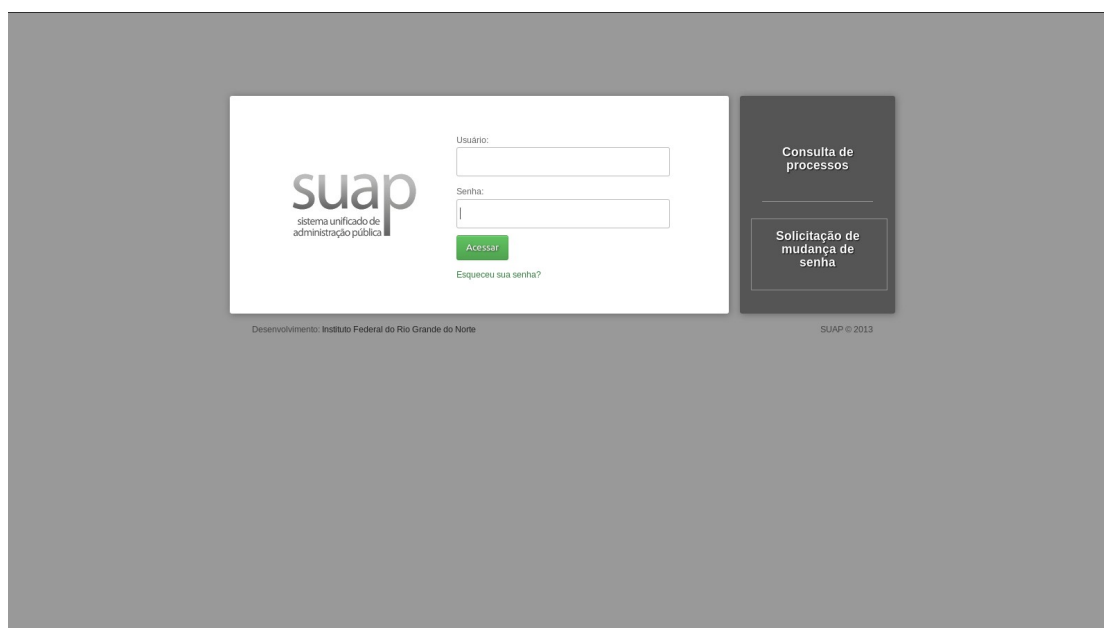 suap
sistema unificado de
administração pública
Usuário:
Senha:
Acessar
Esqueceu sua senha?
Consulta de
processos
Solicitação de
mudança de
senha
Desenvolvimento: Instituto Federal do Rio Grande do Norte
SUAP © 2013